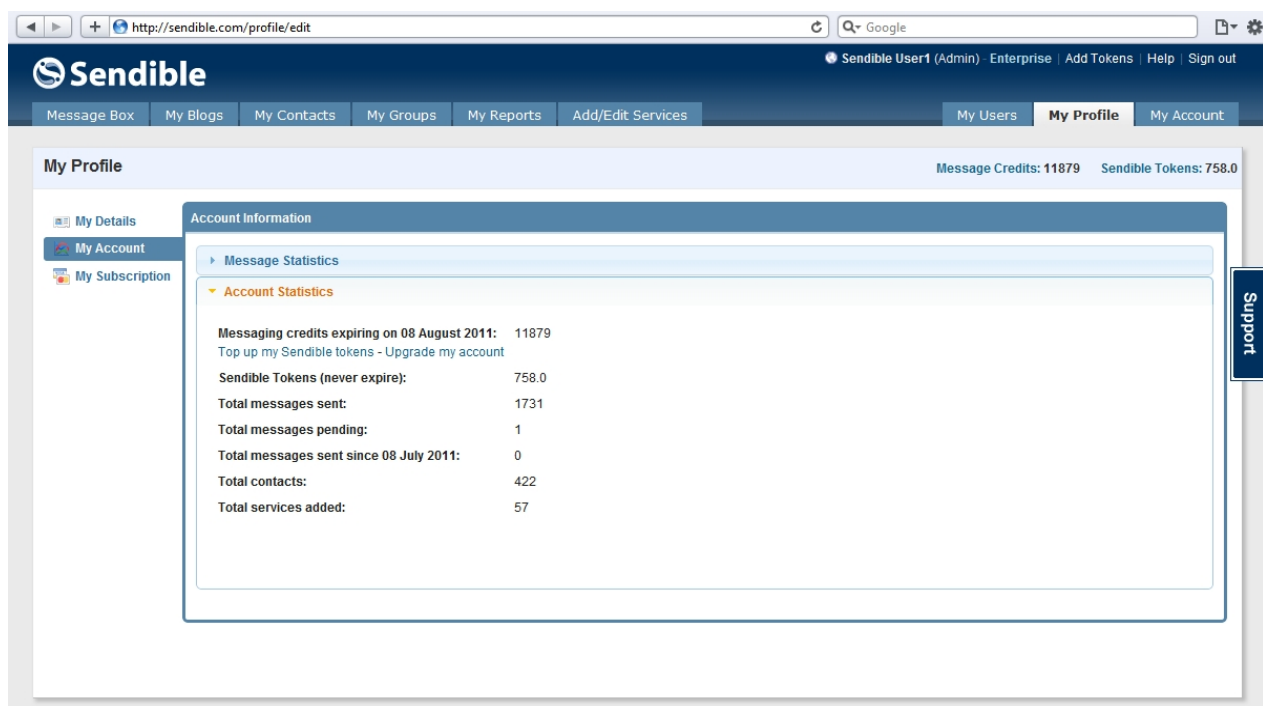 http://sendible.com/profile/edit
Google
Sendible User1 (Admin) - Enterprise | Add Tokens | Help | Sign out
Sendible
Message Box My Blogs My Contacts My Groups My Reports Add/Edit Services My Users My Profile My Account
My Profile
Message Credits: 11879 Sendible Tokens: 758.0
My Details
My Account
My Subscription
Account Information
Message Statistics
Account Statistics
Messaging credits expiring on 08 August 2011: 11879
Top up my Sendible tokens - Upgrade my account
Sendible Tokens (never expire): 758.0
Total messages sent: 1731
Total messages pending: 1
Total messages sent since 08 July 2011: 0
Total contacts: 422
Total services added: 57
Support